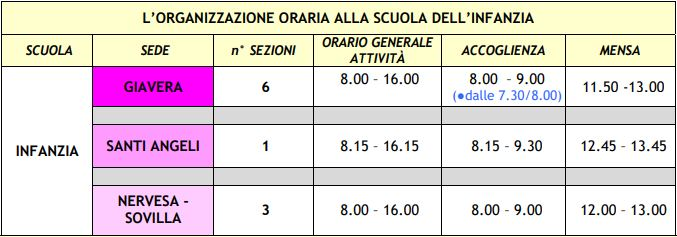 L’ORGANIZZAZIONE ORARIA ALLA SCUOLA DELL’INFANZIA
SCUOLA SEDE n° SEZIONI ORARIO GENERALE ATTIVITÀ ACCOGLIENZA MENSA
INFANZIA
GIAVERA 6 8.00 – 16.00 8.00 – 9.00 11.50 -13.00
(●dalle 7.30/8.00)
SANTI ANGELI 1 8.15 – 16.15 8.15 – 9.30 12.45 – 13.45
NERVESA - SOVILLA 3 8.00 – 16.00 8.00 – 9.00 12.00 – 13.00